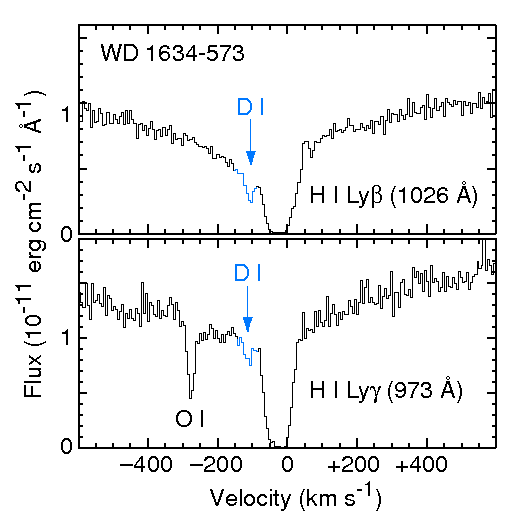 WD 1634-573
D I
H I Lyβ (1026 Å)
1
0
D I
O I
H I Lyγ (973 Å)
1
0
−400 −200 0 +200 +400
Velocity (km s⁻¹)
Flux (10⁻¹¹ erg cm⁻² s⁻¹ Å⁻¹)